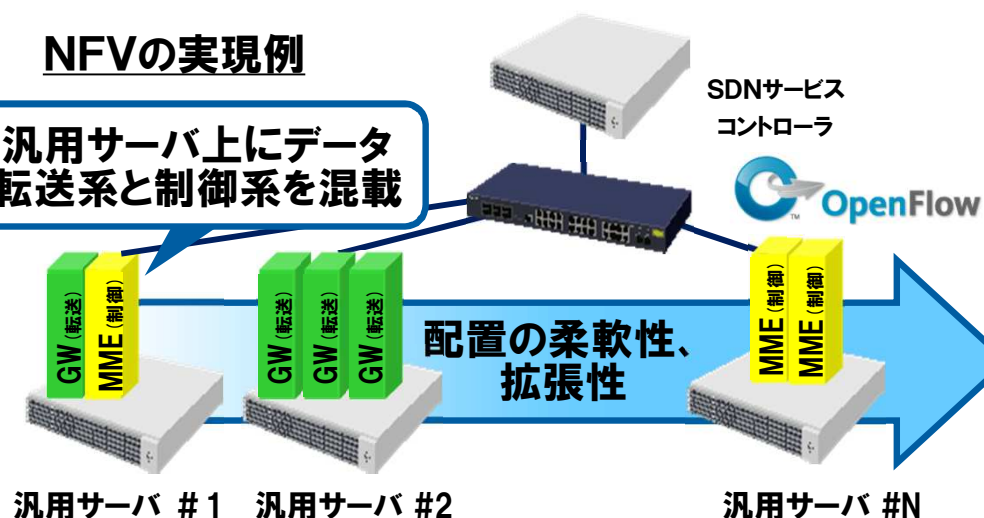 NFVの実現例
SDNサービス
コントローラ
汎用サーバ上にデータ
転送系と制御系を混載
OpenFlow
TM
GW (転送)
MME (制御)
GW (転送)
GW (転送)
GW (転送)
MME (制御)
MME (制御)
配置の柔軟性、
拡張性
汎用サーバ #1
汎用サーバ #2
汎用サーバ #N